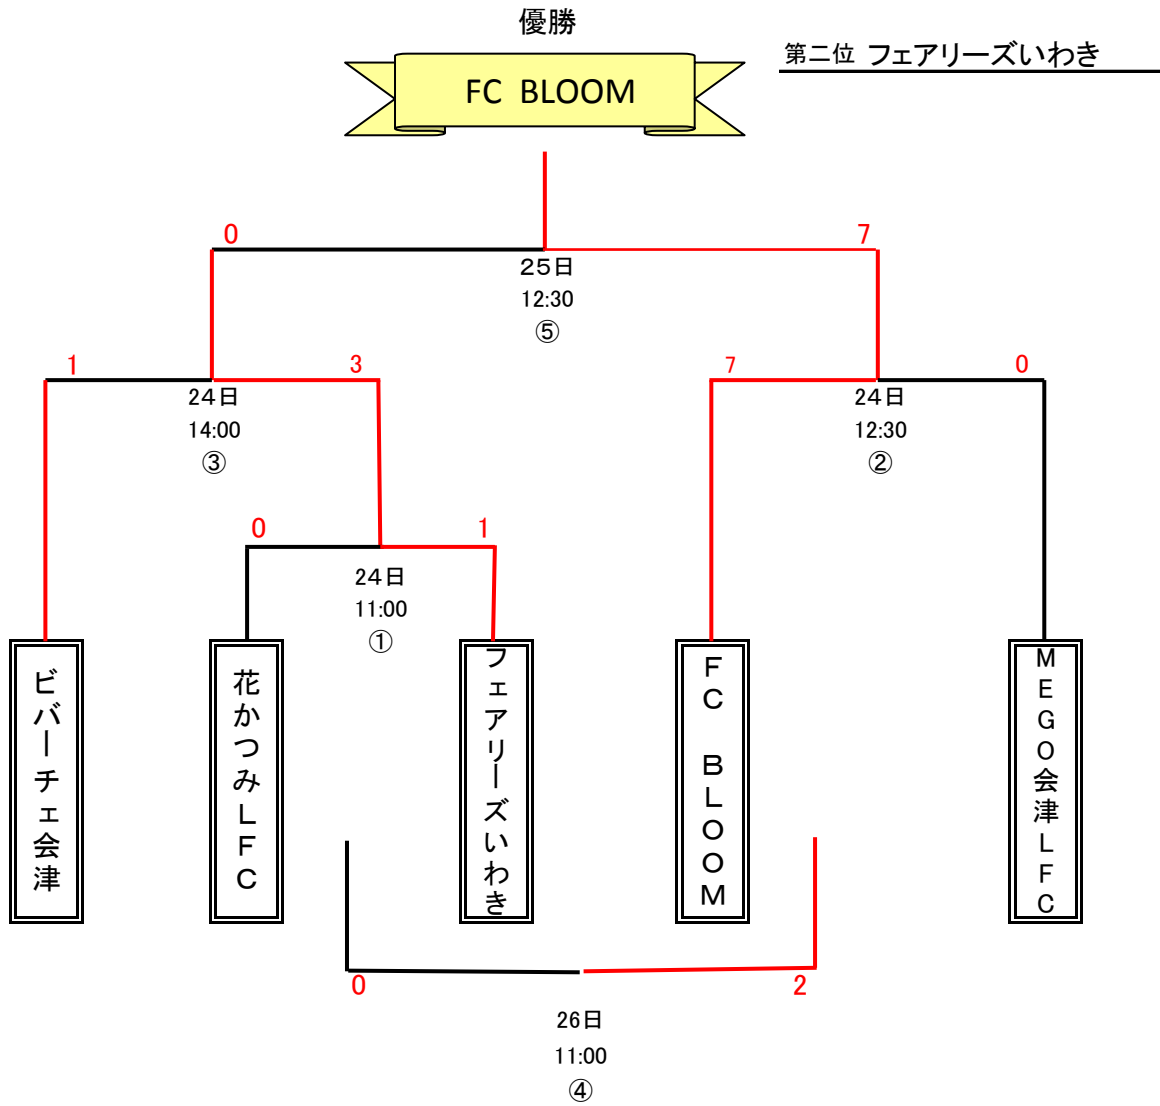 優勝
第二位 フェアリーズいわき
FC BLOOM
0
7
25日
12:30
⑤
1
3
7
0
24日
14:00
③
24日
12:30
②
0
1
24日
11:00
①
ビバーチェ会津
花かつみLFC
フェアリーズいわき
FC BLOOM
MEGO会津LFC
0
2
26日
11:00
④